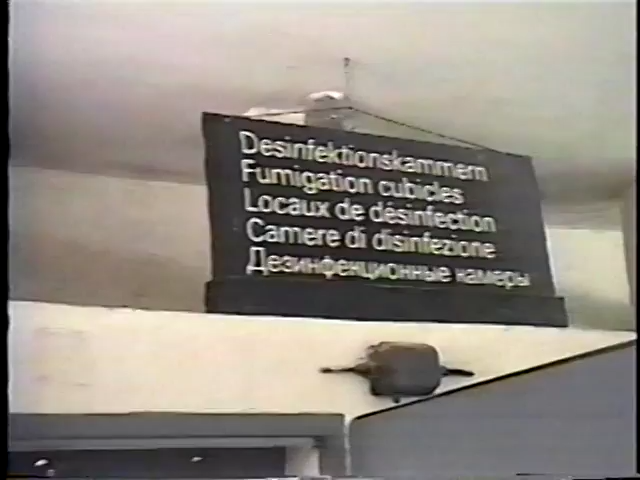 Desinfektionskammern
Fumigation cubicles
Locaux de désinfection
Camere di disinfezione
Дезинфекционные камеры